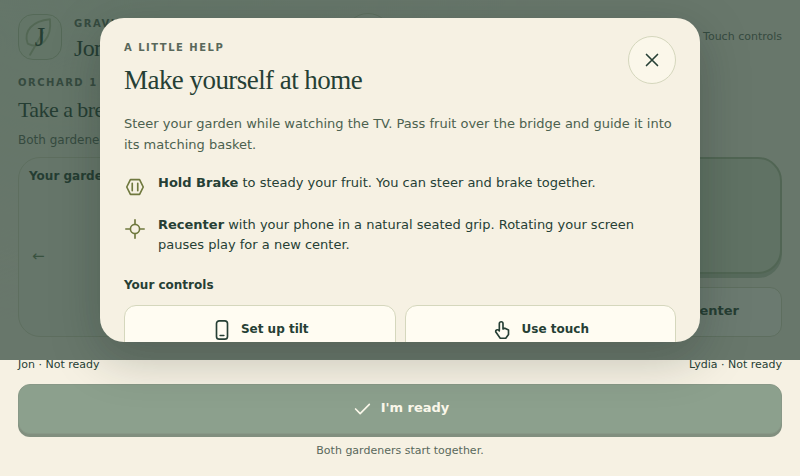 GRAV
J
Jon
Touch controls
ORCHARD 1
Take a bre
Both gardene
Your garde
←
enter
A LITTLE HELP
Make yourself at home
Steer your garden while watching the TV. Pass fruit over the bridge and guide it into
its matching basket.
Hold Brake to steady your fruit. You can steer and brake together.
Recenter with your phone in a natural seated grip. Rotating your screen
pauses play for a new center.
Your controls
Set up tilt
Use touch
Jon · Not ready
Lydia · Not ready
I'm ready
Both gardeners start together.